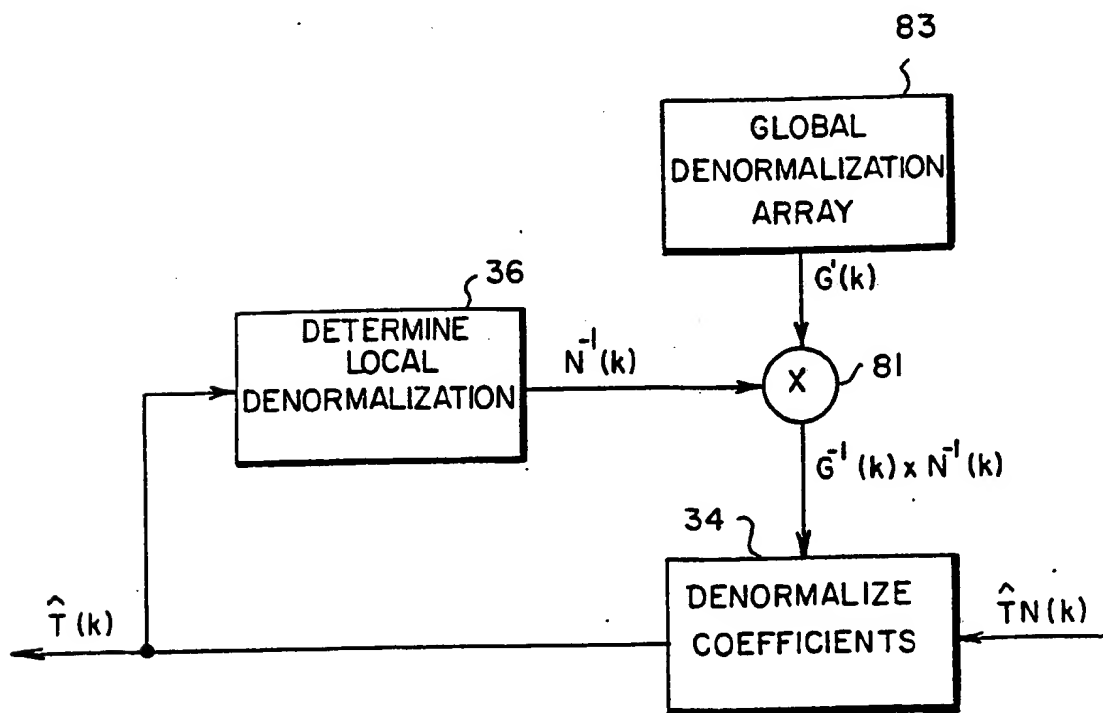 83
GLOBAL
DENORMALIZATION
ARRAY
G'(k)
36
DETERMINE
LOCAL
DENORMALIZATION
N⁻¹(k)
X
81
G⁻¹(k) x N⁻¹(k)
34
DENORMALIZE
COEFFICIENTS
T̂(k)
T̂N(k)